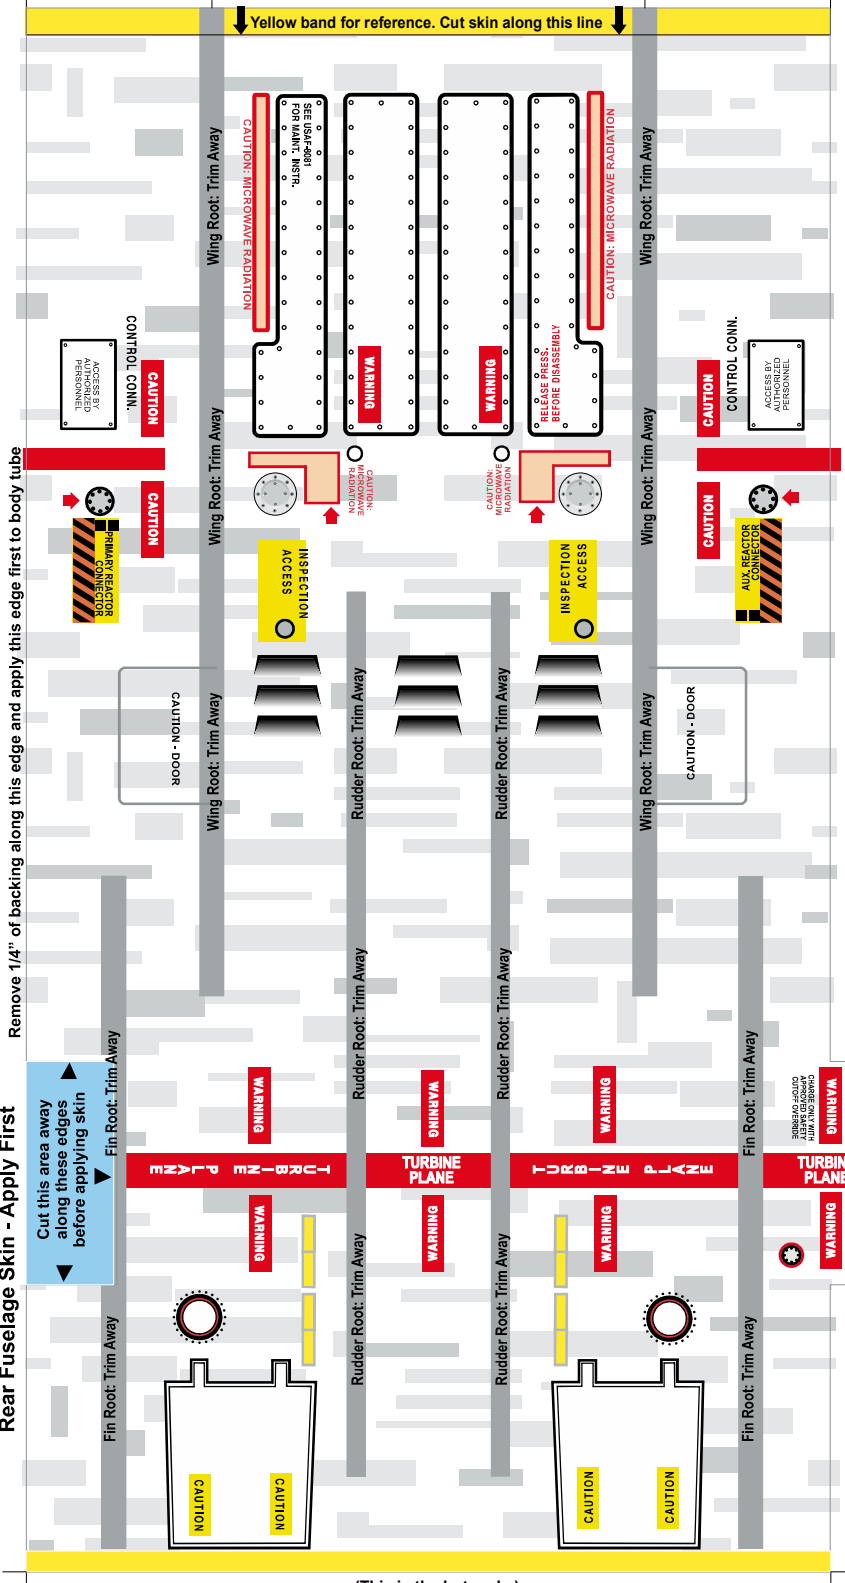 Yellow band for reference. Cut skin along this line
Wing Root: Trim Away
Wing Root: Trim Away
CAUTION: MICROWAVE RADIATION
SEE USAF-8081
FOR MAINT. INSTR.
CAUTION: MICROWAVE RADIATION
WARNING
WARNING
RELEASE PRESS.
BEFORE DISASSEMBLY
ACCESS BY
AUTHORIZED
PERSONNEL
CONTROL CONN.
CAUTION
CAUTION
CONTROL CONN.
ACCESS BY
AUTHORIZED
PERSONNEL
Wing Root: Trim Away
Wing Root: Trim Away
CAUTION:
MICROWAVE
RADIATION
CAUTION:
MICROWAVE
RADIATION
CAUTION
CAUTION
PRIMARY REACTOR
CONNECTOR
AUX. REACTOR
CONNECTOR
INSPECTION
ACCESS
INSPECTION
ACCESS
Remove 1/4” of backing along this edge and apply this edge first to body tube
CAUTION - DOOR
Wing Root: Trim Away
Rudder Root: Trim Away
Rudder Root: Trim Away
Wing Root: Trim Away
CAUTION - DOOR
Rudder Root: Trim Away
Rudder Root: Trim Away
Fin Root: Trim Away
Fin Root: Trim Away
WARNING
WARNING
WARNING
CHARGE ONLY WITH
APPROVED SAFETY
CUTOFF OVERRIDE
WARNING
Cut this area away
along these edges
before applying skin
TURBINE PLANE
TURBINE
PLANE
TURBINE PLANE
TURBIN
PLANE
WARNING
WARNING
WARNING
WARNING
Rear Fuselage Skin - Apply First
Fin Root: Trim Away
Rudder Root: Trim Away
Rudder Root: Trim Away
Fin Root: Trim Away
CAUTION
CAUTION
CAUTION
CAUTION